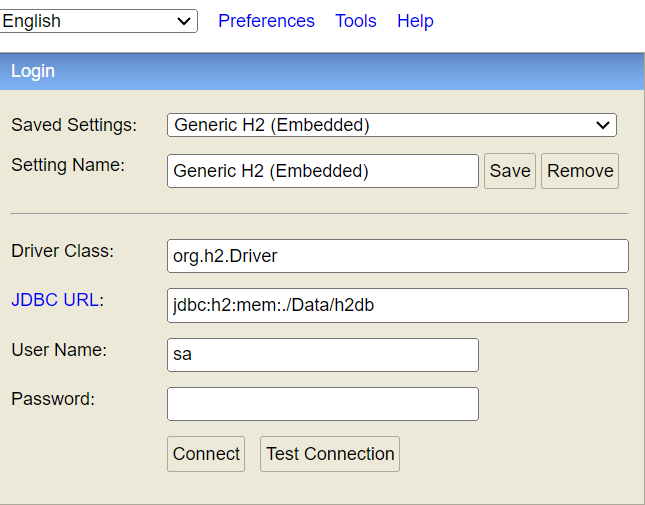 English Preferences Tools Help
Login
Saved Settings: Generic H2 (Embedded)
Setting Name: Generic H2 (Embedded) Save Remove
Driver Class: org.h2.Driver
JDBC URL: jdbc:h2:mem:./Data/h2db
User Name: sa
Password:
Connect Test Connection